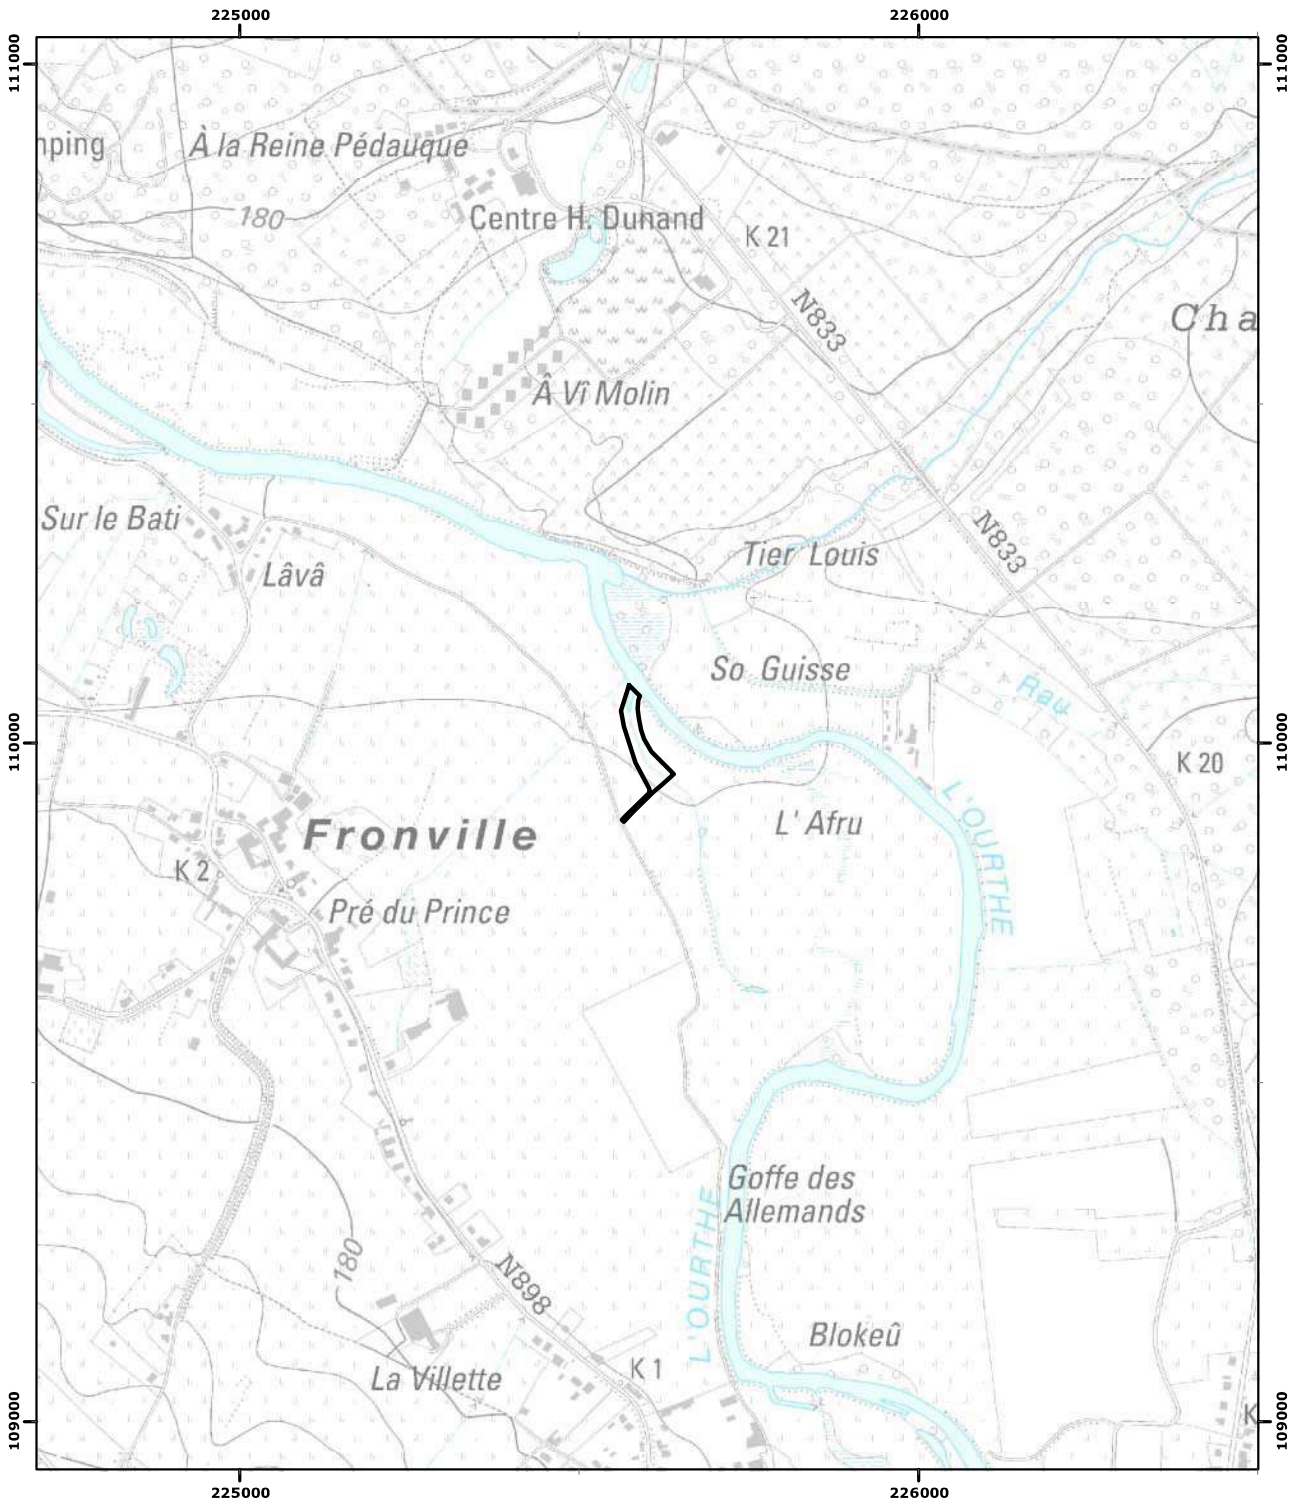 225000
226000
111000
111000
nping
À la Reine Pédauque
180
Centre H. Dunand
K 21
N833
Cha
Â Vî Molin
Sur le Bati
Lâvâ
Tier Louis
N833
So Guisse
Rau
110000
110000
K 20
L'OURTHE
Fronville
L' Afru
K 2
Pré du Prince
Goffe des
Allemands
L'OURTHE
180
N898
Blokeû
La Villette
K 1
109000
109000
K
225000
226000